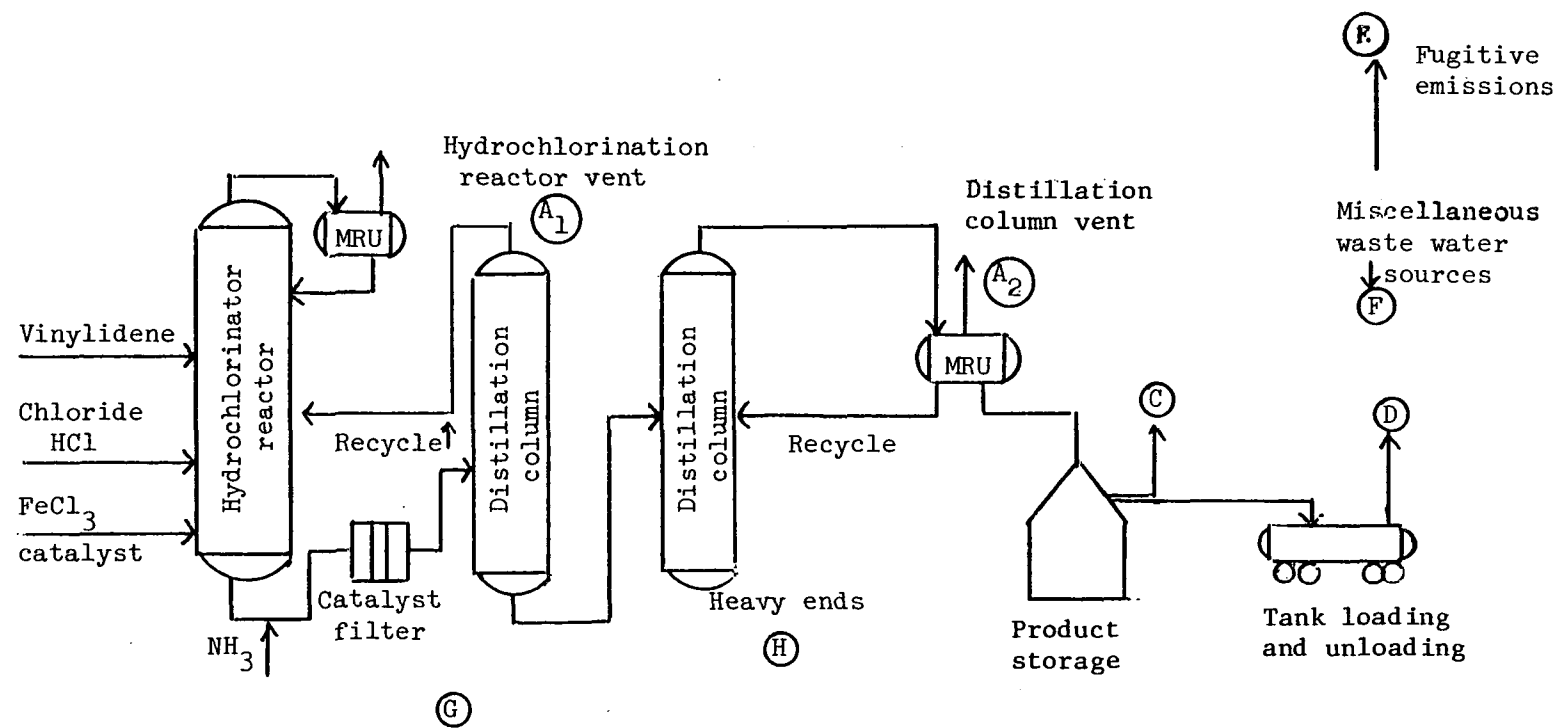 E
Fugitive
emissions
Hydrochlorination
reactor vent
A1
Distillation
column vent
A2
Miscellaneous
waste water
sources
F
MRU
Hydrochlorinator
reactor
Vinylidene
Chloride
HCl
FeCl3
catalyst
NH3
Catalyst
filter
Recycle
Distillation
column
Distillation
column
MRU
Recycle
Heavy ends
H
G
C
D
Product
storage
Tank loading
and unloading